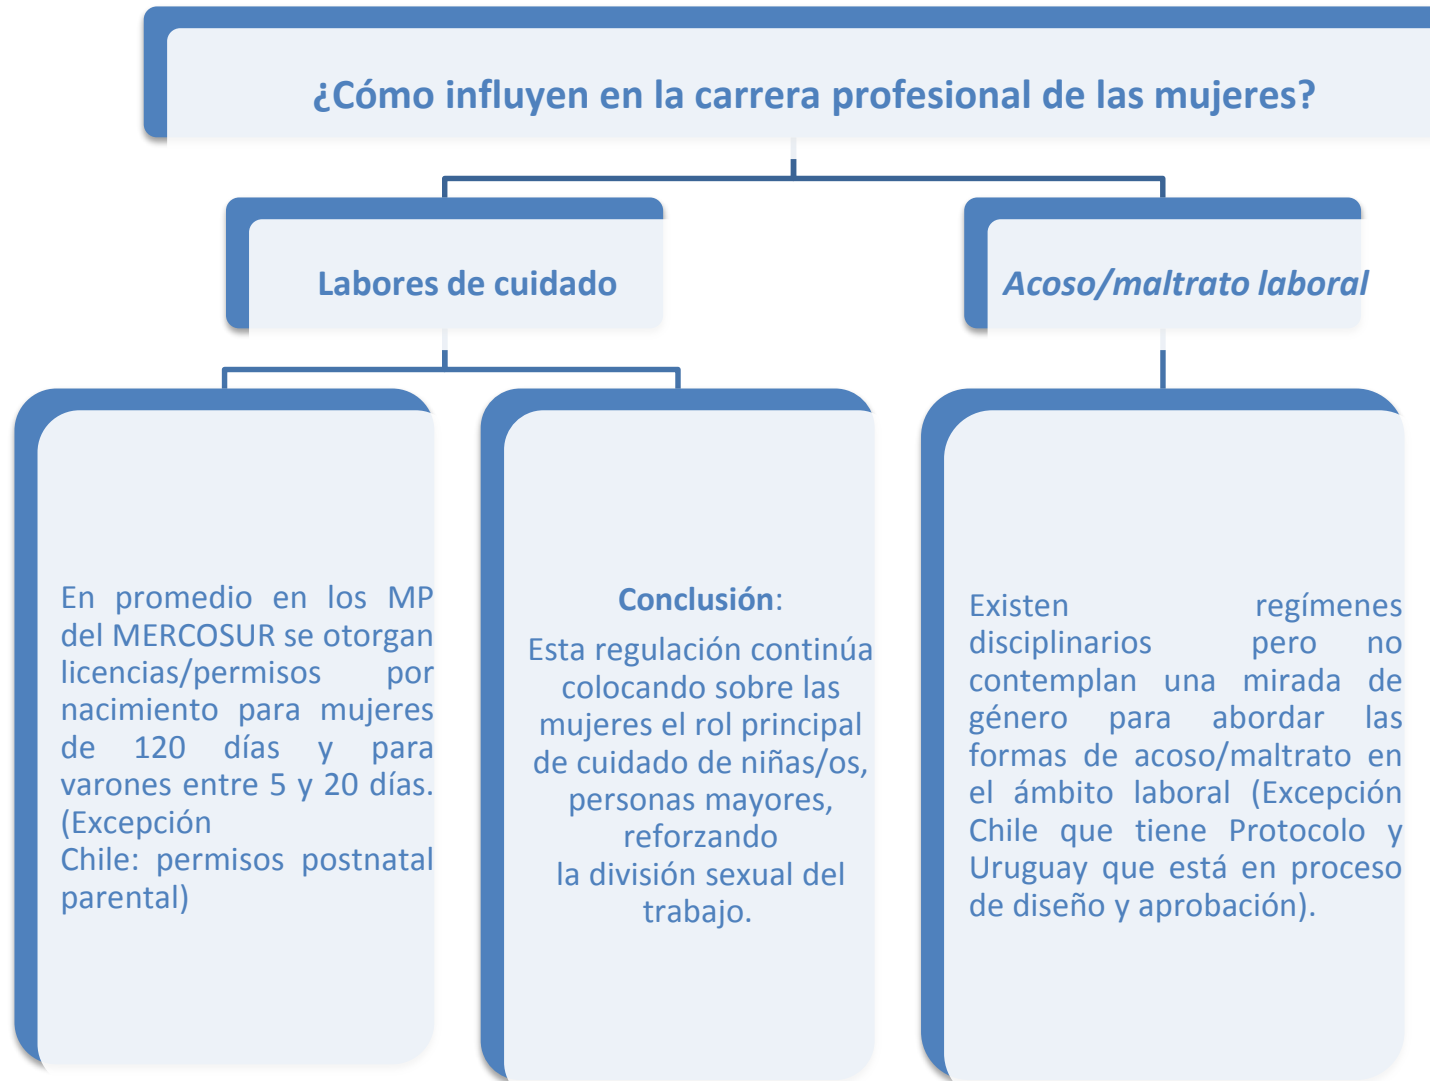 ¿Cómo influyen en la carrera profesional de las mujeres?
Labores de cuidado
Acoso/maltrato laboral
En promedio en los MP
del MERCOSUR se otorgan
licencias/permisos por
nacimiento para mujeres
de 120 días y para
varones entre 5 y 20 días.
(Excepción
Chile: permisos postnatal
parental)
Conclusión:
Esta regulación continúa
colocando sobre las
mujeres el rol principal
de cuidado de niñas/os,
personas mayores,
reforzando
la división sexual del
trabajo.
Existen regímenes
disciplinarios pero no
contemplan una mirada de
género para abordar las
formas de acoso/maltrato en
el ámbito laboral (Excepción
Chile que tiene Protocolo y
Uruguay que está en proceso
de diseño y aprobación).